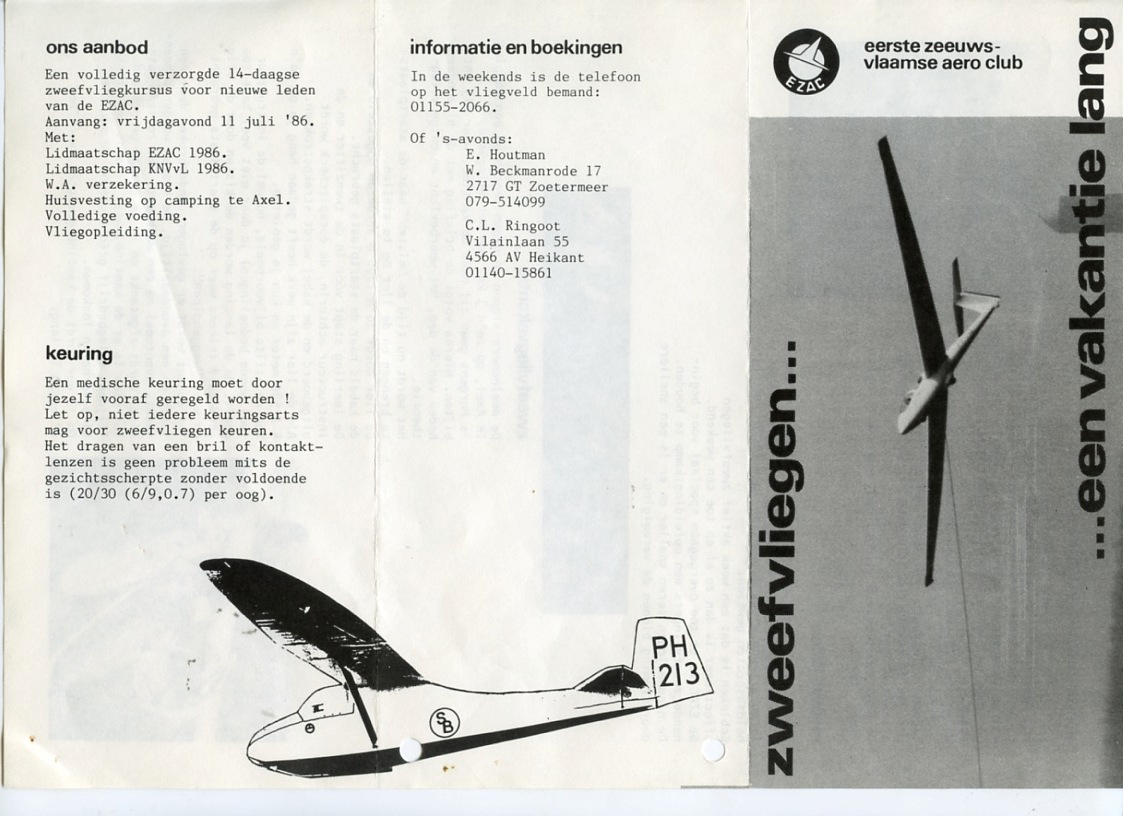 ons aanbod
Een volledig verzorgde 14-daagse
zweefvliegkursus voor nieuwe leden
van de EZAC.
Aanvang: vrijdagavond 11 juli '86.
Met:
Lidmaatschap EZAC 1986.
Lidmaatschap KNVvL 1986.
W.A. verzekering.
Huisvesting op camping te Axel.
Volledige voeding.
Vliegopleiding.
keuring
Een medische keuring moet door
jezelf vooraf geregeld worden !
Let op, niet iedere keuringsarts
mag voor zweefvliegen keuren.
Het dragen van een bril of kontakt-
lenzen is geen probleem mits de
gezichtsscherpte zonder voldoende
is (20/30 (6/9,0.7) per oog).
informatie en boekingen
In de weekends is de telefoon
op het vliegveld bemand:
01155-2066.
Of 's-avonds:
E. Houtman
W. Beckmanrode 17
2717 GT Zoetermeer
079-514099
C.L. Ringoot
Vilainlaan 55
4566 AV Heikant
01140-15861
PH
213
SB
EZAC
eerste zeeuws-
vlaamse aero club
zweefvliegen...
...een vakantie lang